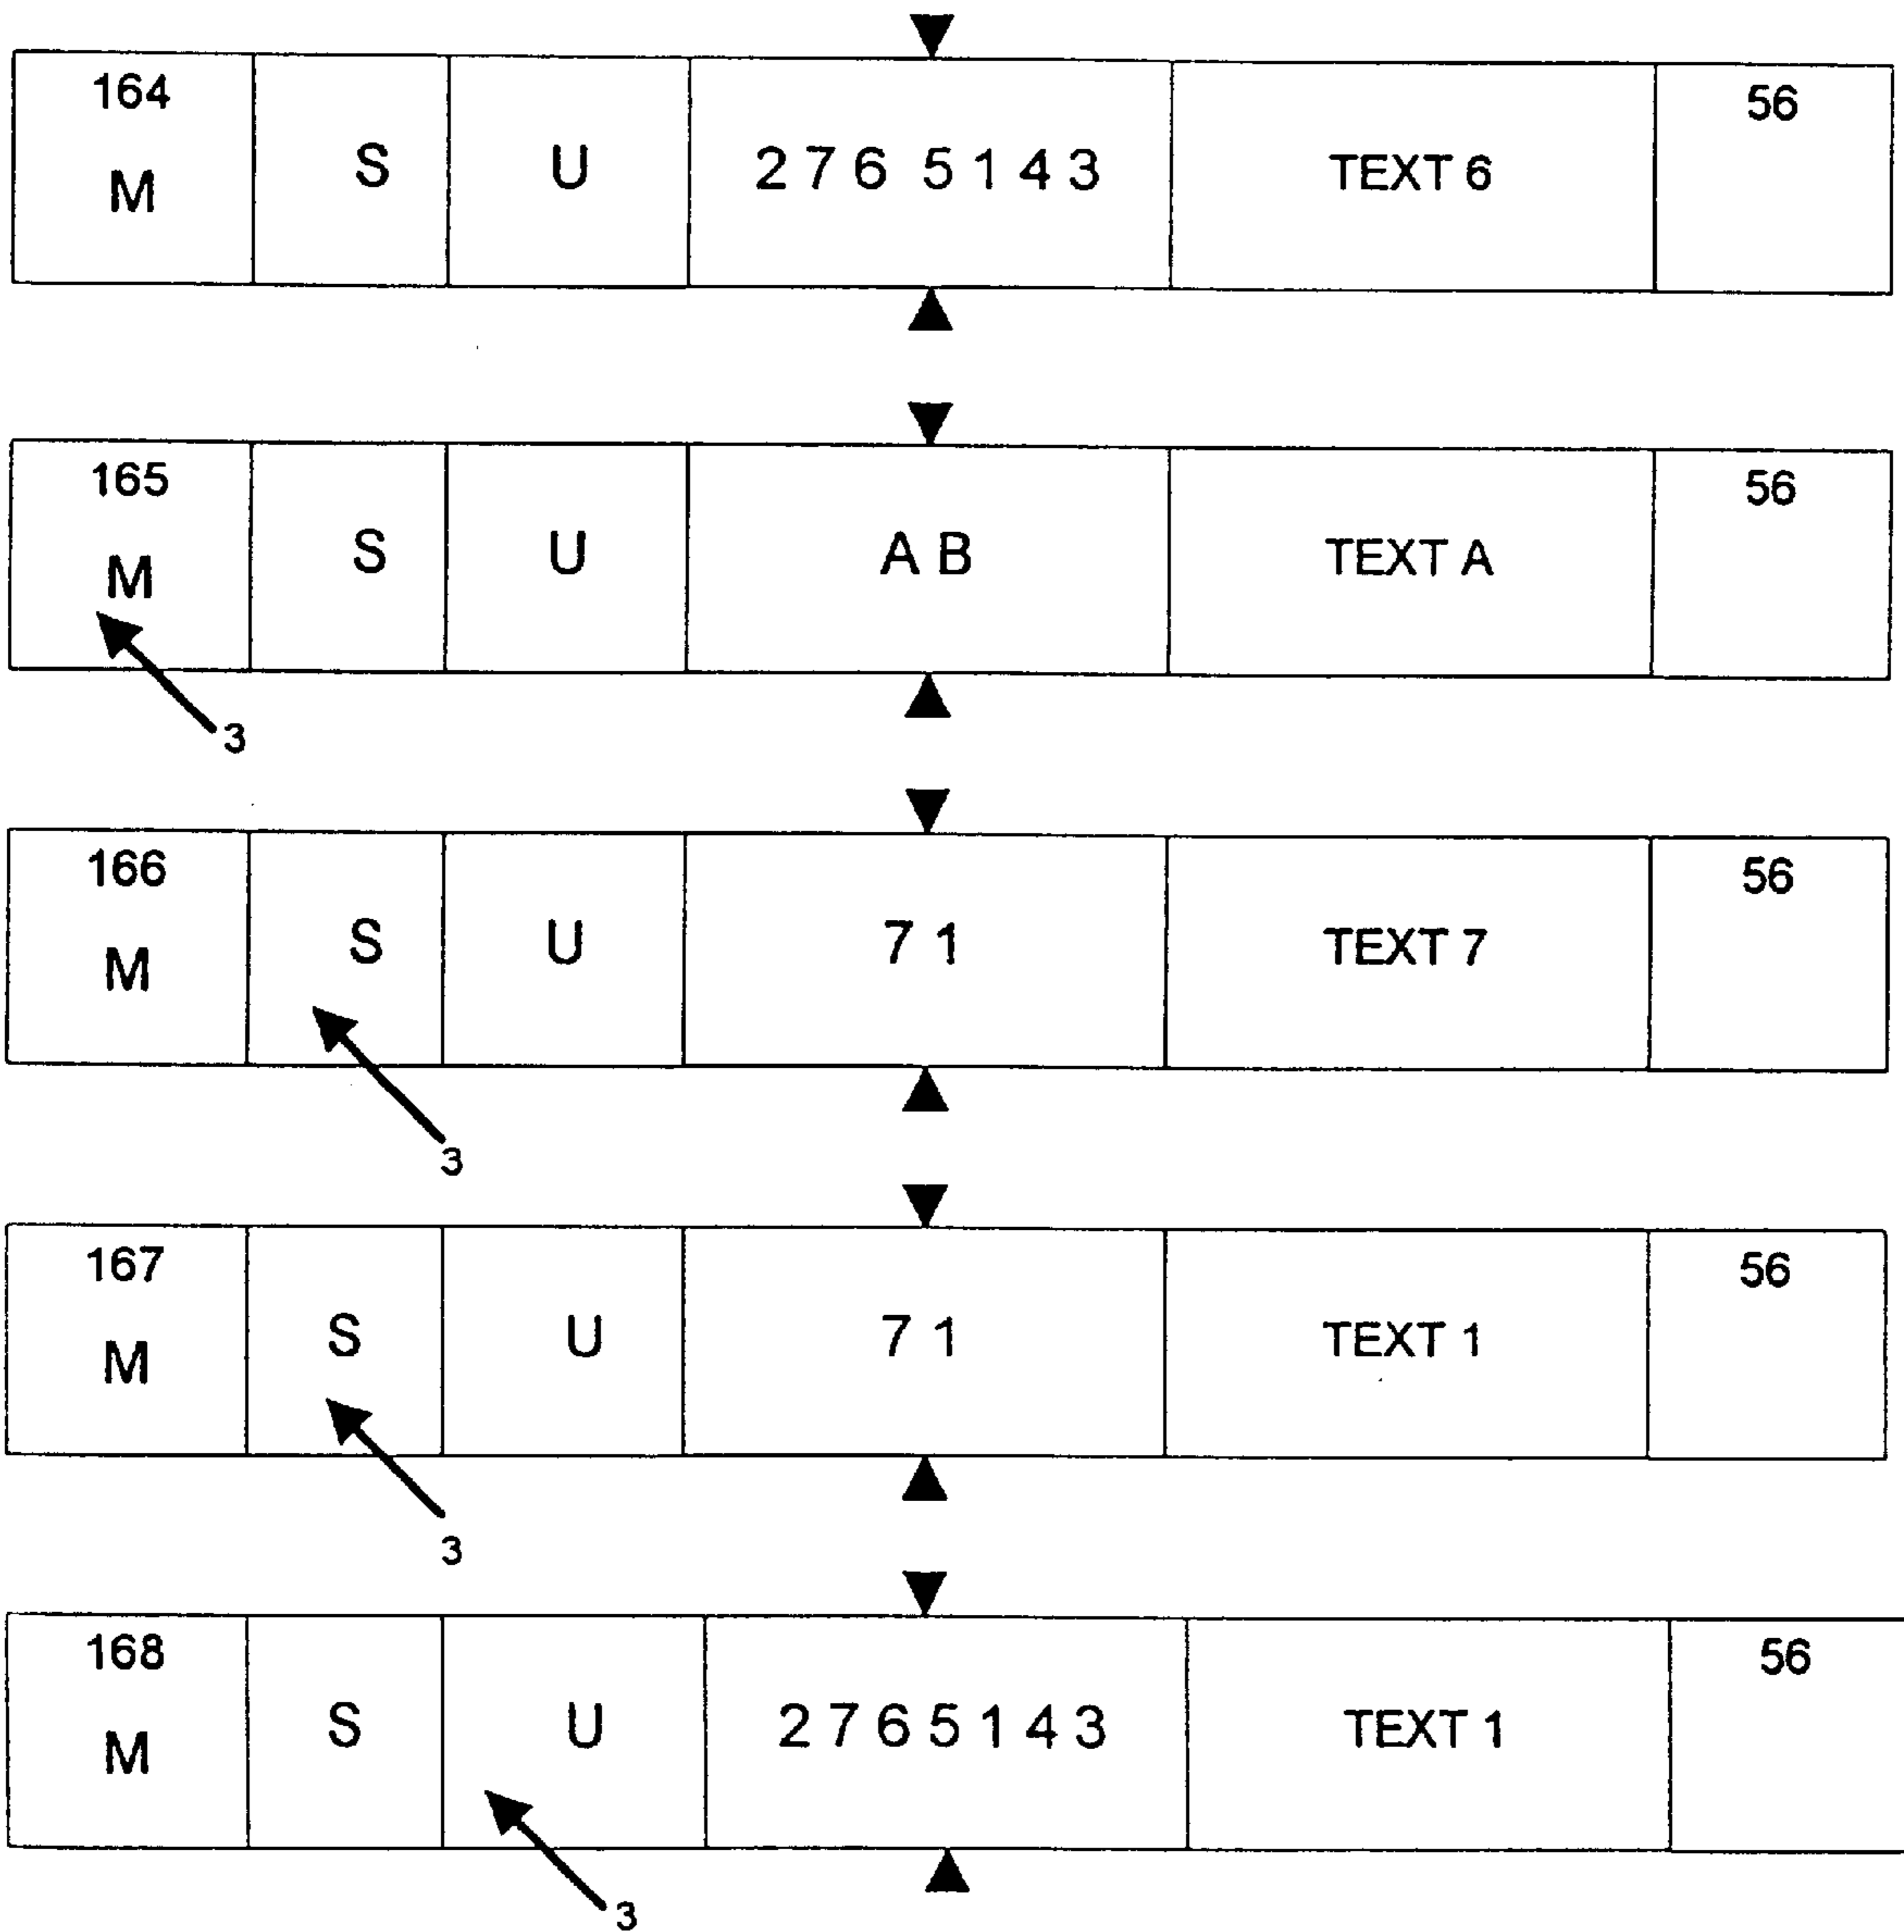 164 56
M S U 2 7 6 5 1 4 3 TEXT 6
165 56
M S U A B TEXT A
3
166 56
M S U 7 1 TEXT 7
3
167 56
M S U 7 1 TEXT 1
3
168 56
M S U 2 7 6 5 1 4 3 TEXT 1
3